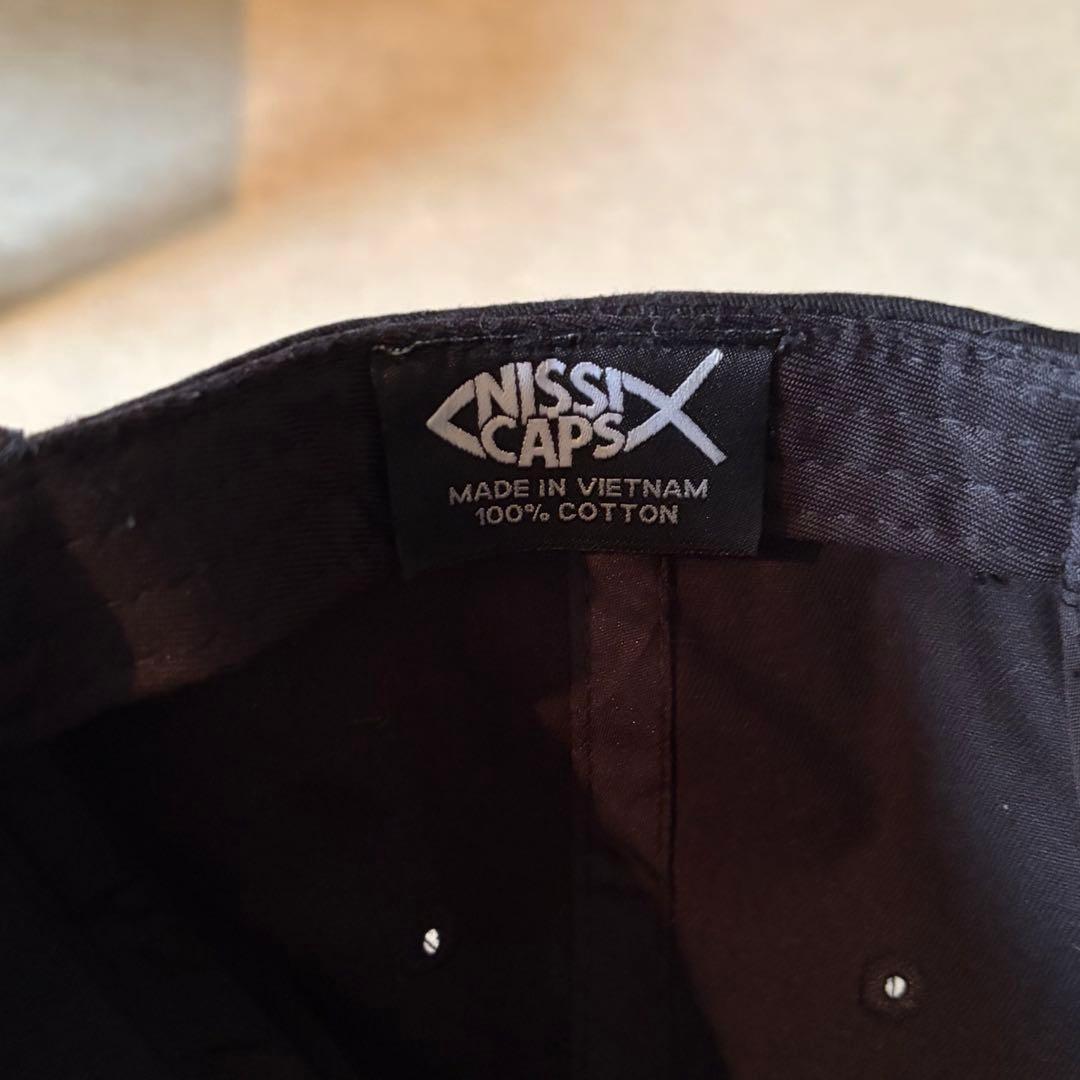 NISSI
CAPS
MADE IN VIETNAM
100% COTTON